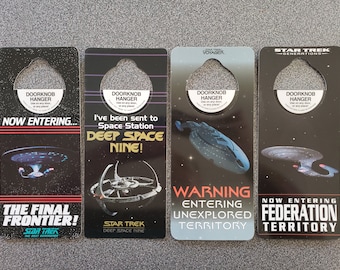 DOORKNOB
HANGER
NOW ENTERING...
THE FINAL
FRONTIER!
STAR TREK
THE NEXT GENERATION
DOORKNOB
HANGER
I've been sent to
Space Station
DEEP SPACE
NINE!
STAR TREK
DEEP SPACE NINE
VOYAGER
DOORKNOB
HANGER
WARNING
ENTERING
UNEXPLORED
TERRITORY
STAR TREK
GENERATIONS
DOORKNOB
HANGER
NOW ENTERING
FEDERATION
TERRITORY